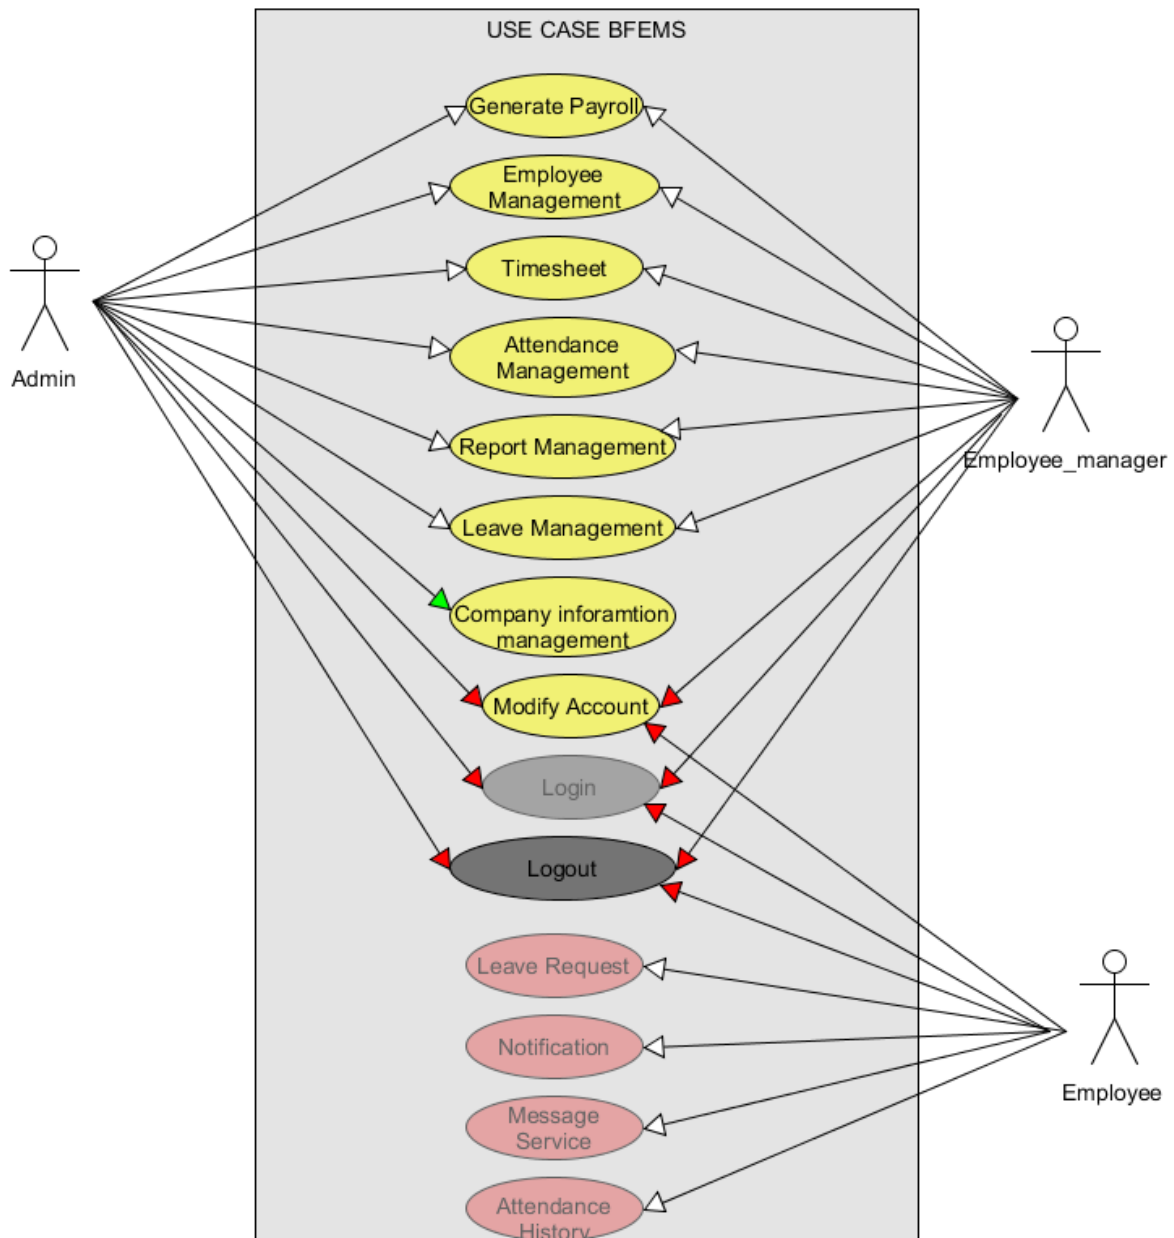 USE CASE BFEMS
Generate Payroll
Employee
Management
Timesheet
Admin
Attendance
Management
Report Management
Employee_manager
Leave Management
Company inforamtion
management
Modify Account
Login
Logout
Leave Request
Notification
Employee
Message
Service
Attendance
History